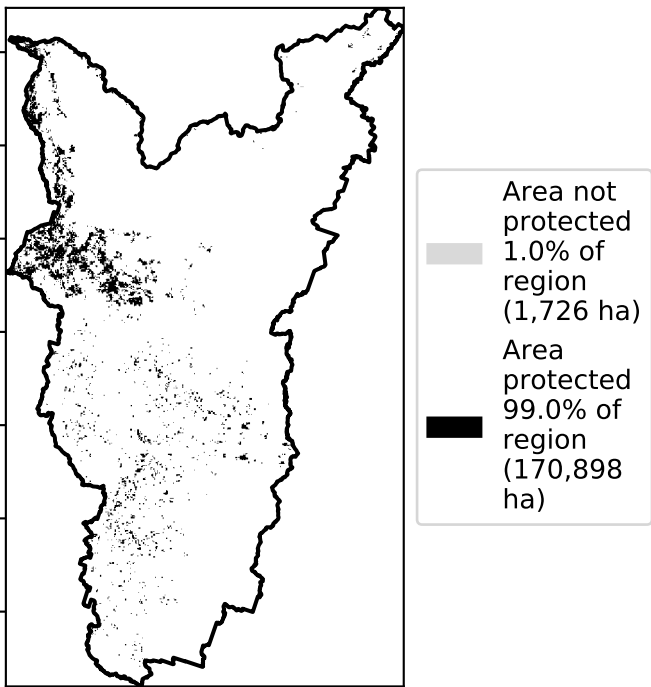 Area not
protected
1.0% of
region
(1,726 ha)
Area
protected
99.0% of
region
(170,898
ha)